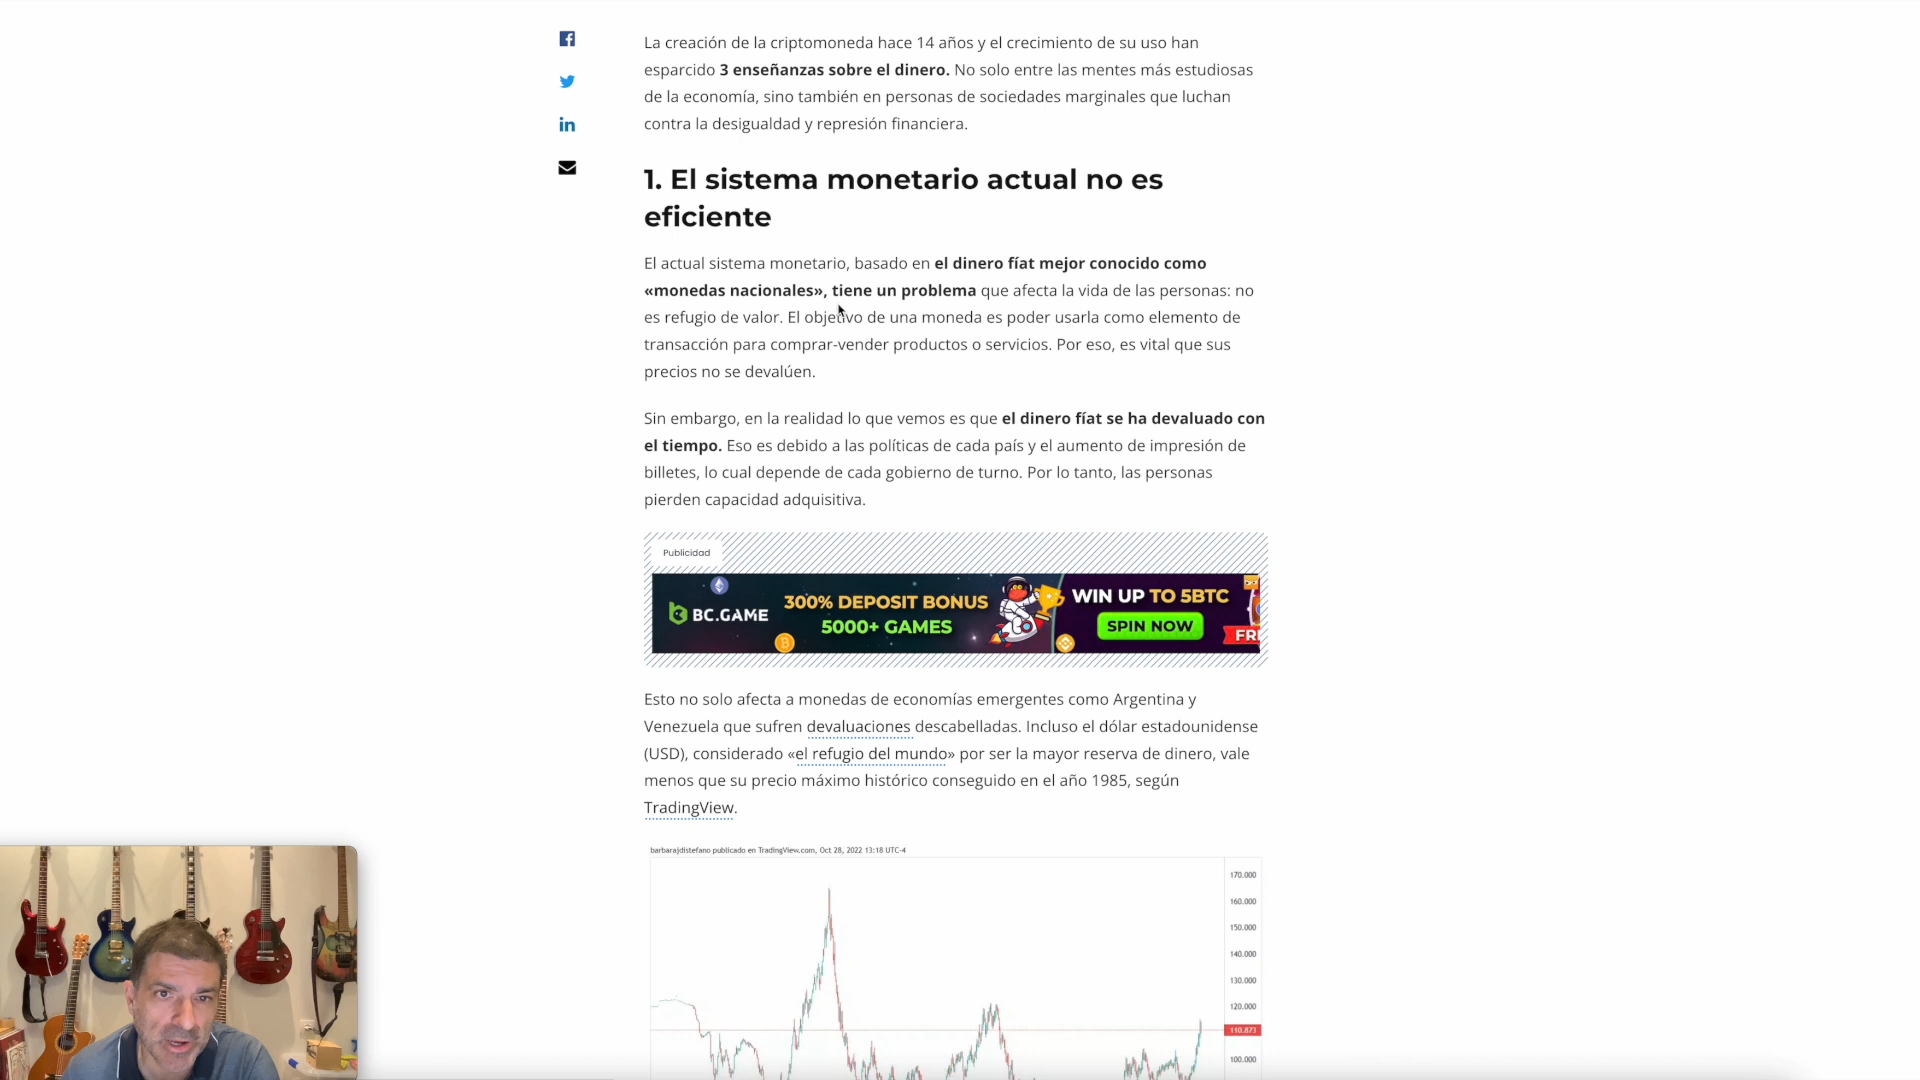 La creación de la criptomoneda hace 14 años y el crecimiento de su uso han
esparcido 3 enseñanzas sobre el dinero. No solo entre las mentes más estudiosas
de la economía, sino también en personas de sociedades marginales que luchan
contra la desigualdad y represión financiera.
1. El sistema monetario actual no es
eficiente
El actual sistema monetario, basado en el dinero fíat mejor conocido como
«monedas nacionales», tiene un problema que afecta la vida de las personas: no
es refugio de valor. El objetivo de una moneda es poder usarla como elemento de
transacción para comprar-vender productos o servicios. Por eso, es vital que sus
precios no se devalúen.
Sin embargo, en la realidad lo que vemos es que el dinero fíat se ha devaluado con
el tiempo. Eso es debido a las políticas de cada país y el aumento de impresión de
billetes, lo cual depende de cada gobierno de turno. Por lo tanto, las personas
pierden capacidad adquisitiva.
Publicidad
BC.GAME
300% DEPOSIT BONUS
5000+ GAMES
WIN UP TO 5BTC
SPIN NOW
Esto no solo afecta a monedas de economías emergentes como Argentina y
Venezuela que sufren devaluaciones descabelladas. Incluso el dólar estadounidense
(USD), considerado «el refugio del mundo» por ser la mayor reserva de dinero, vale
menos que su precio máximo histórico conseguido en el año 1985, según
TradingView.
barbarajdistefano publicado en TradingView.com, Oct 28, 2022 13:18 UTC-4
170.000
160.000
150.000
140.000
130.000
120.000
110.873
100.000